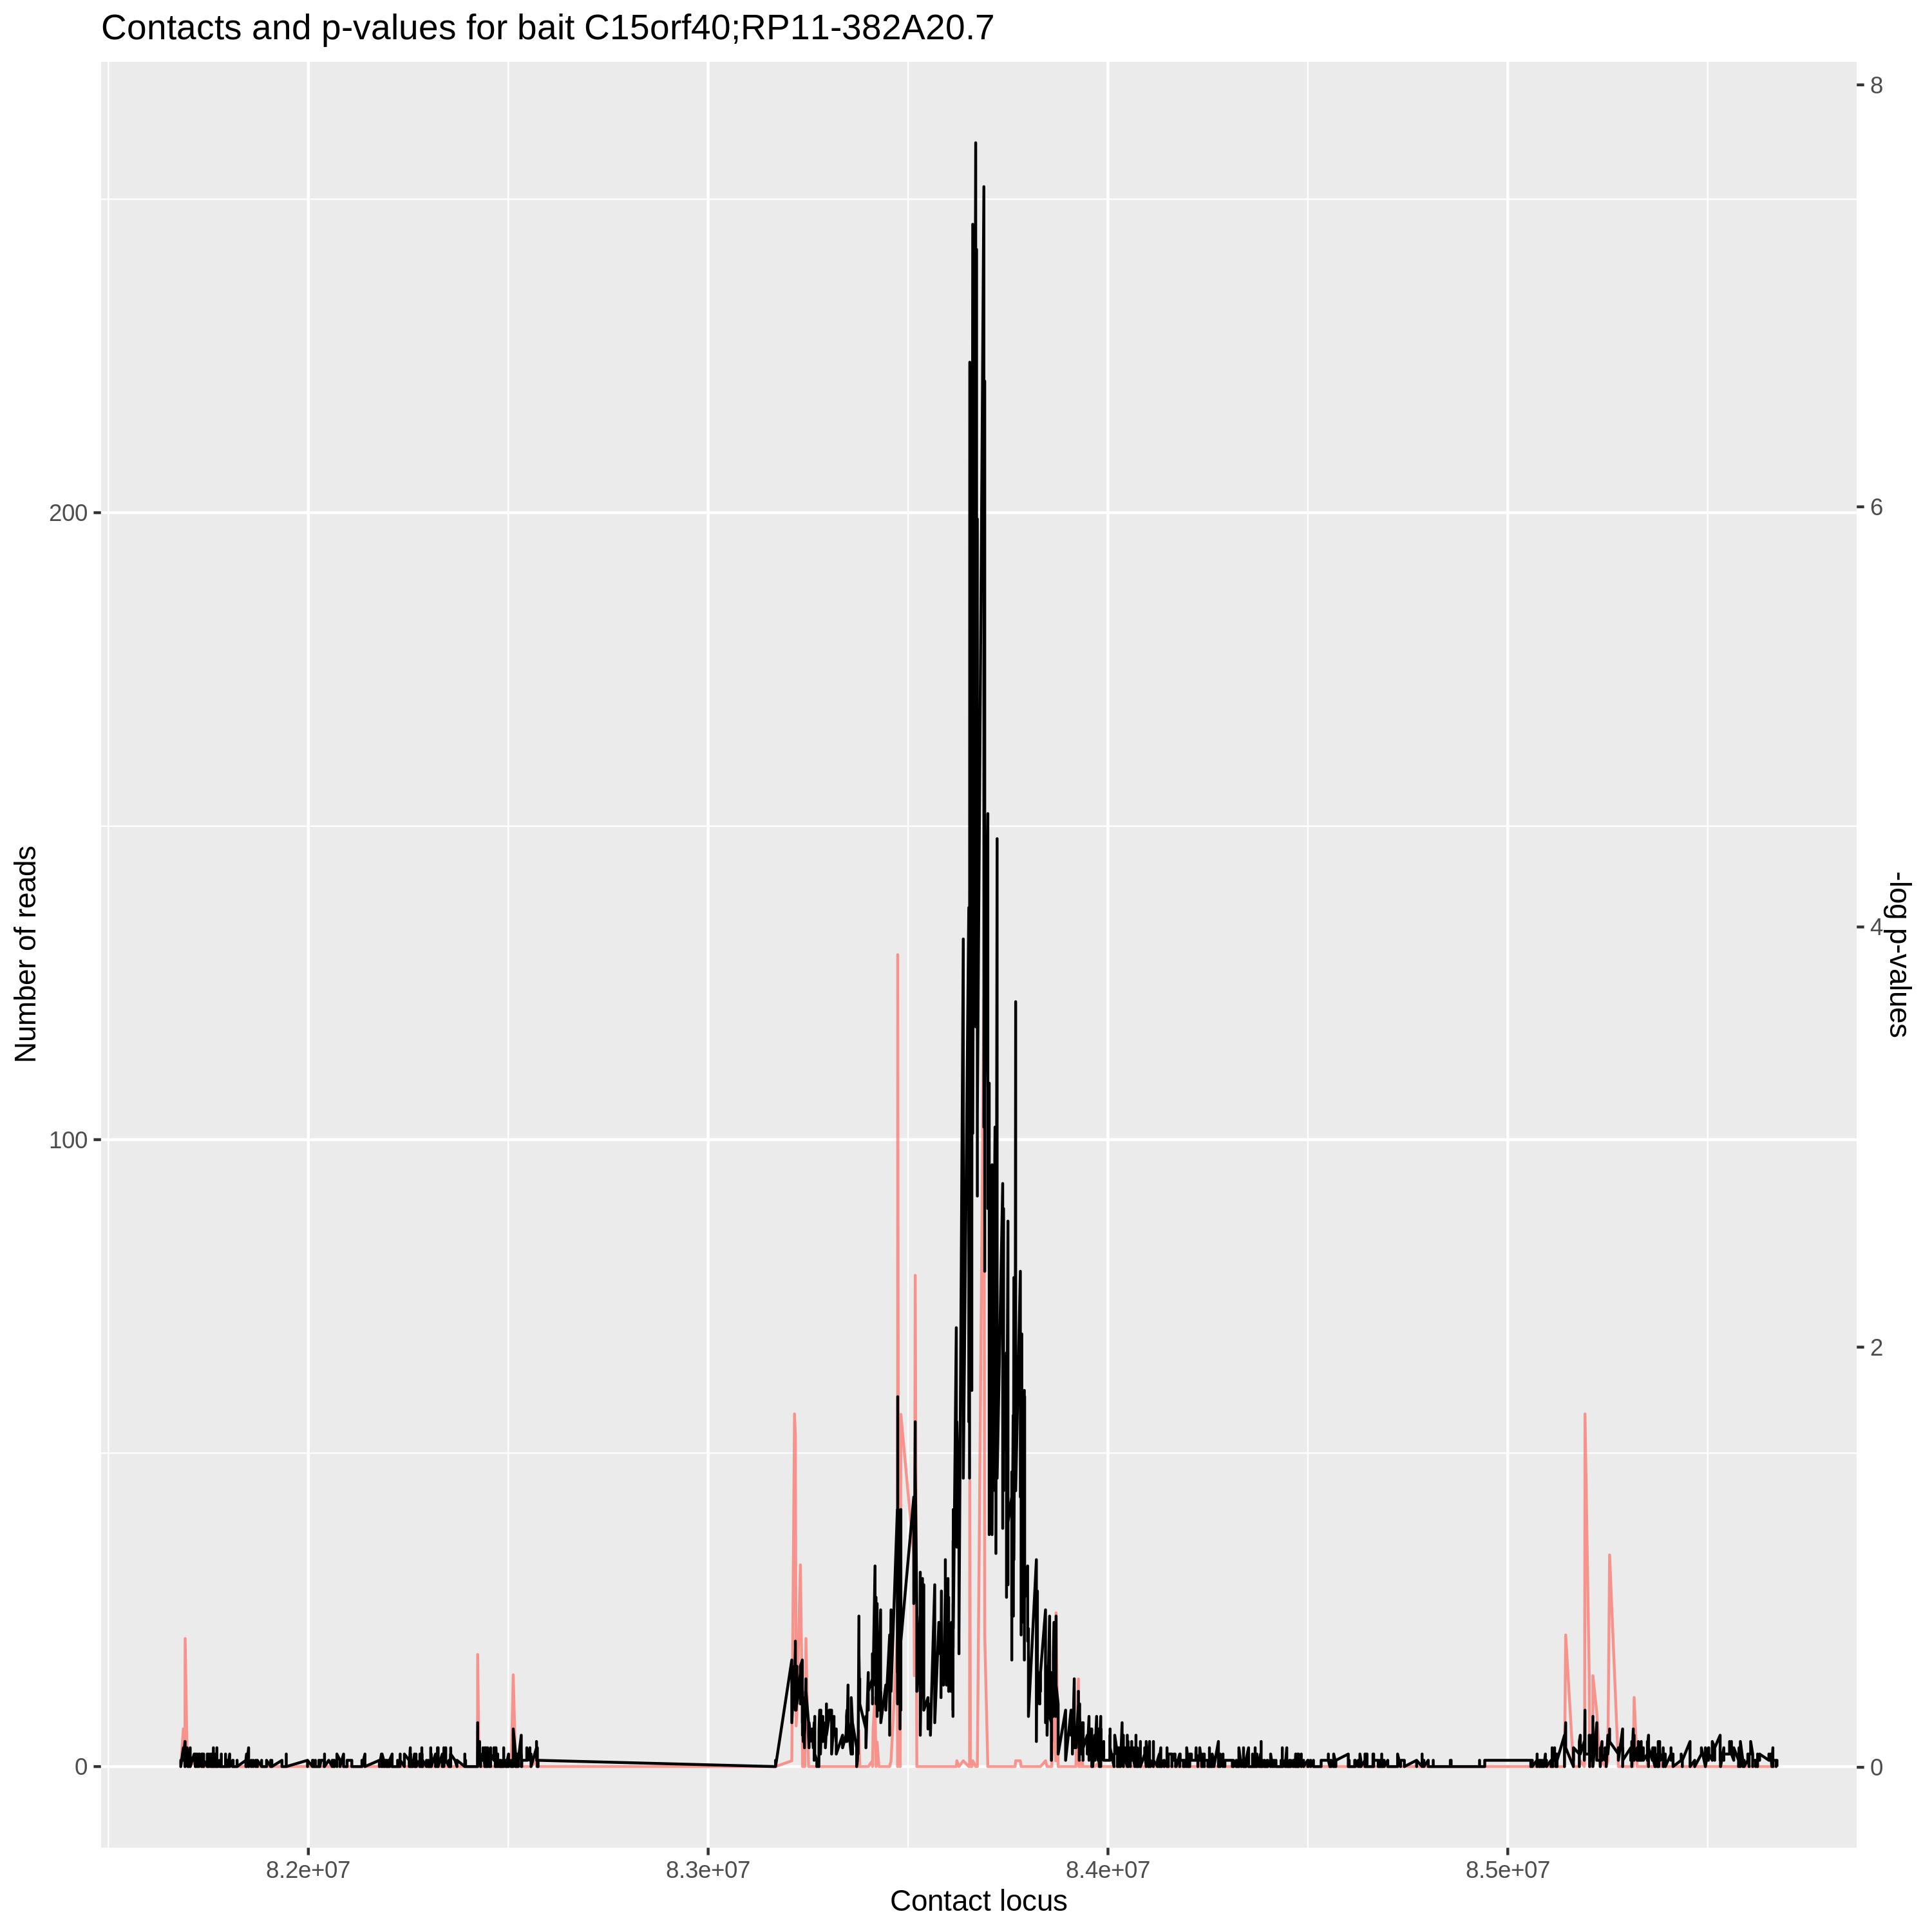 Contacts and p-values for bait C15orf40;RP11-382A20.7
8
200
6
Number of reads
4
-log p-values
100
2
0
0
8.2e+07
8.3e+07
8.4e+07
8.5e+07
Contact locus